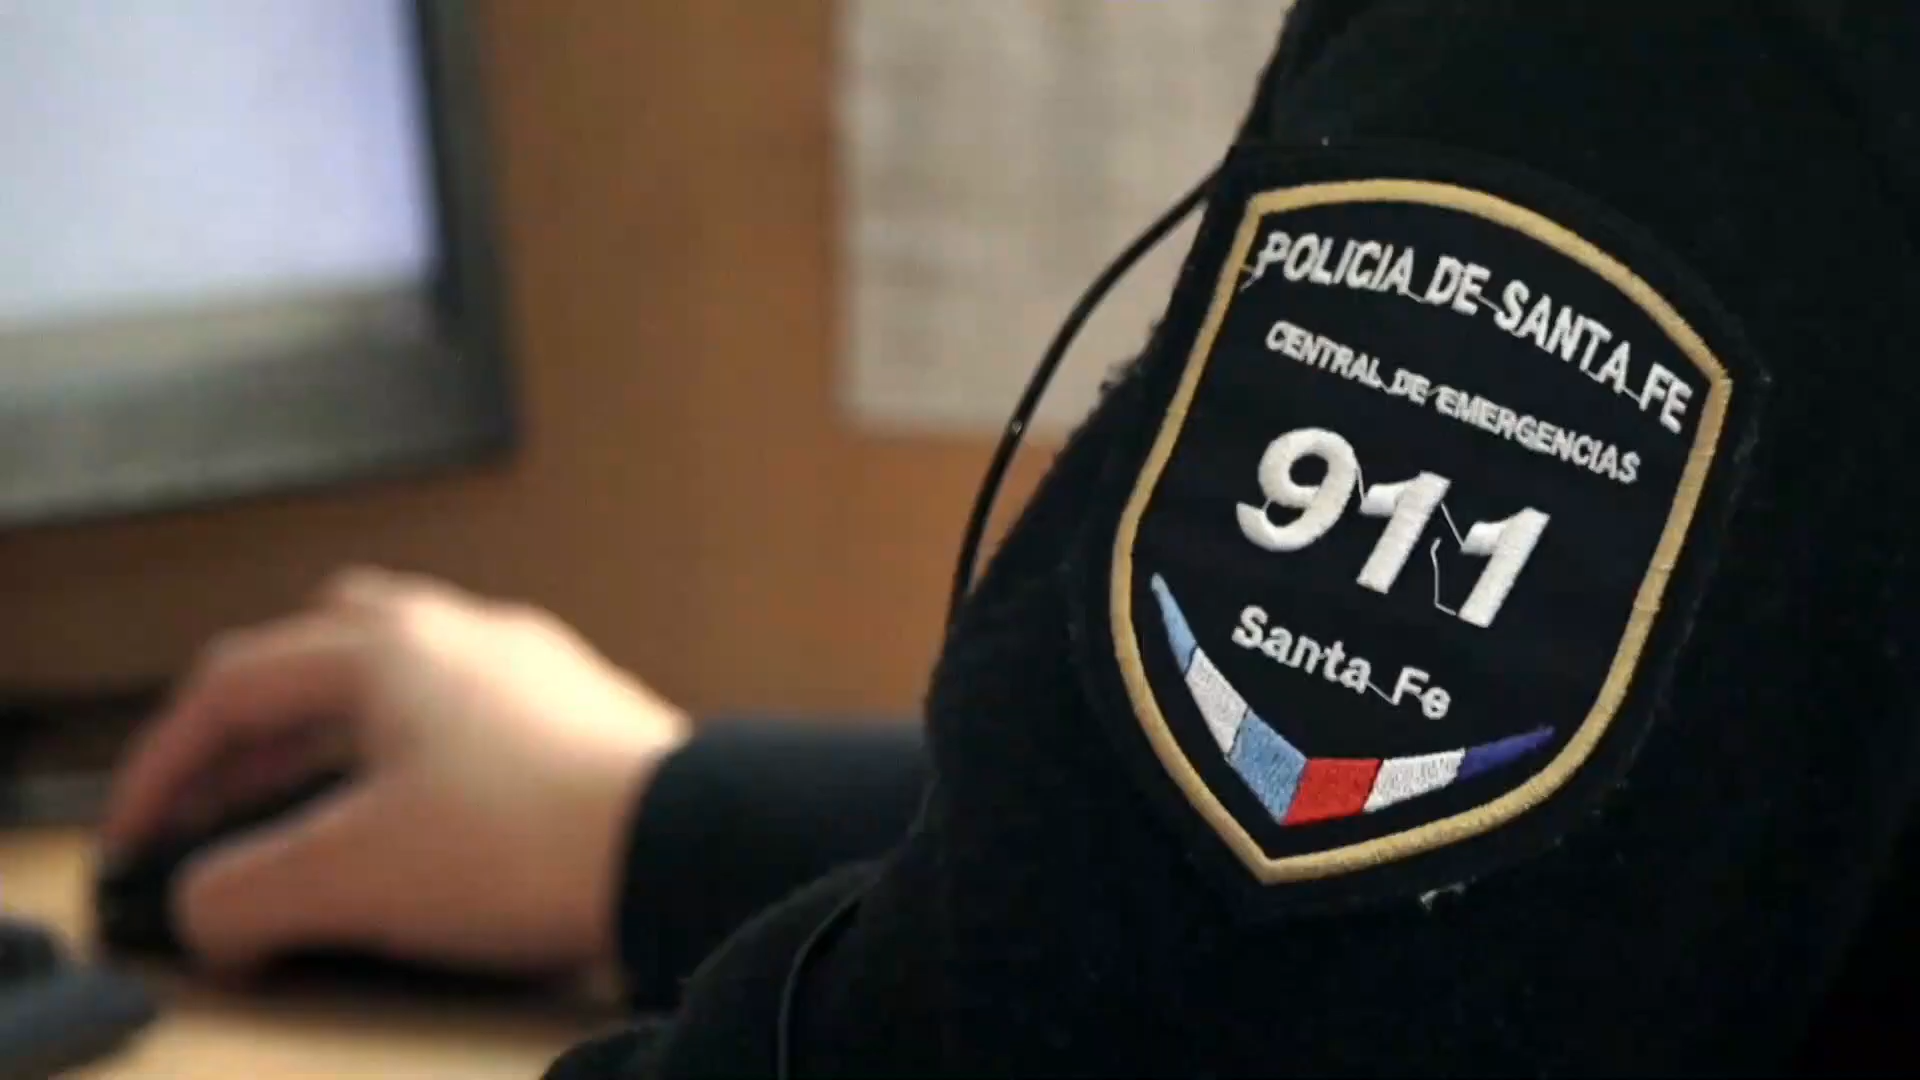 POLICIA DE SANTA FE
CENTRAL DE EMERGENCIAS
911
Santa Fe